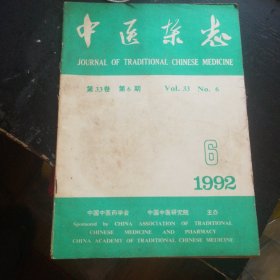 中医杂志
JOURNAL OF TRADITIONAL CHINESE MEDICINE
第33卷 第6期 Vol. 33 No. 6
6
1992
中国中医药学会 中国中医研究院 主办
Sponsored by CHINA ASSOCIATION OF TRADITIONAL
CHINESE MEDICINE AND PHARMACY
CHINA ACADEMY OF TRADITIONAL CHINESE MEDICINE